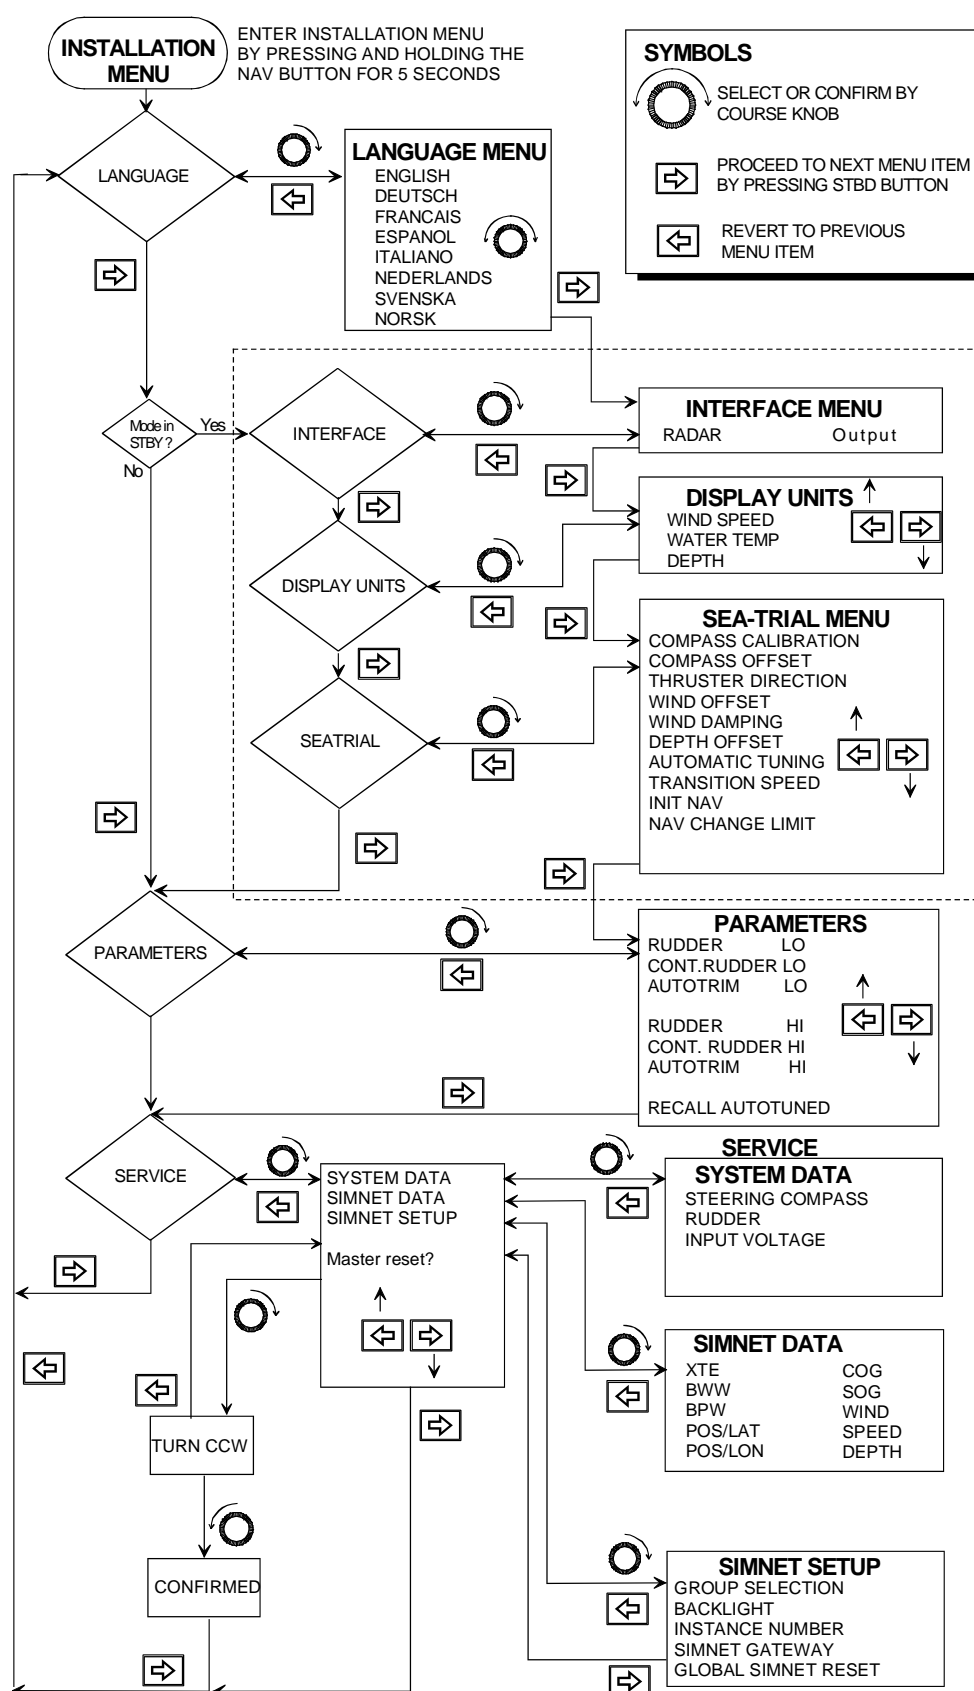 INSTALLATION
MENU
ENTER INSTALLATION MENU
BY PRESSING AND HOLDING THE
NAV BUTTON FOR 5 SECONDS
SYMBOLS
SELECT OR CONFIRM BY
COURSE KNOB
PROCEED TO NEXT MENU ITEM
BY PRESSING STBD BUTTON
REVERT TO PREVIOUS
MENU ITEM
LANGUAGE
LANGUAGE MENU
ENGLISH
DEUTSCH
FRANCAIS
ESPANOL
ITALIANO
NEDERLANDS
SVENSKA
NORSK
Mode in
STBY ?
Yes
No
INTERFACE
INTERFACE MENU
RADAR Output
DISPLAY UNITS
DISPLAY UNITS
WIND SPEED
WATER TEMP
DEPTH
SEATRIAL
SEA-TRIAL MENU
COMPASS CALIBRATION
COMPASS OFFSET
THRUSTER DIRECTION
WIND OFFSET
WIND DAMPING
DEPTH OFFSET
AUTOMATIC TUNING
TRANSITION SPEED
INIT NAV
NAV CHANGE LIMIT
PARAMETERS
PARAMETERS
RUDDER LO
CONT.RUDDER LO
AUTOTRIM LO
RUDDER HI
CONT. RUDDER HI
AUTOTRIM HI
RECALL AUTOTUNED
SERVICE
SYSTEM DATA
SIMNET DATA
SIMNET SETUP
Master reset?
SERVICE
SYSTEM DATA
STEERING COMPASS
RUDDER
INPUT VOLTAGE
SIMNET DATA
XTE COG
BWW SOG
BPW WIND
POS/LAT SPEED
POS/LON DEPTH
TURN CCW
CONFIRMED
SIMNET SETUP
GROUP SELECTION
BACKLIGHT
INSTANCE NUMBER
SIMNET GATEWAY
GLOBAL SIMNET RESET